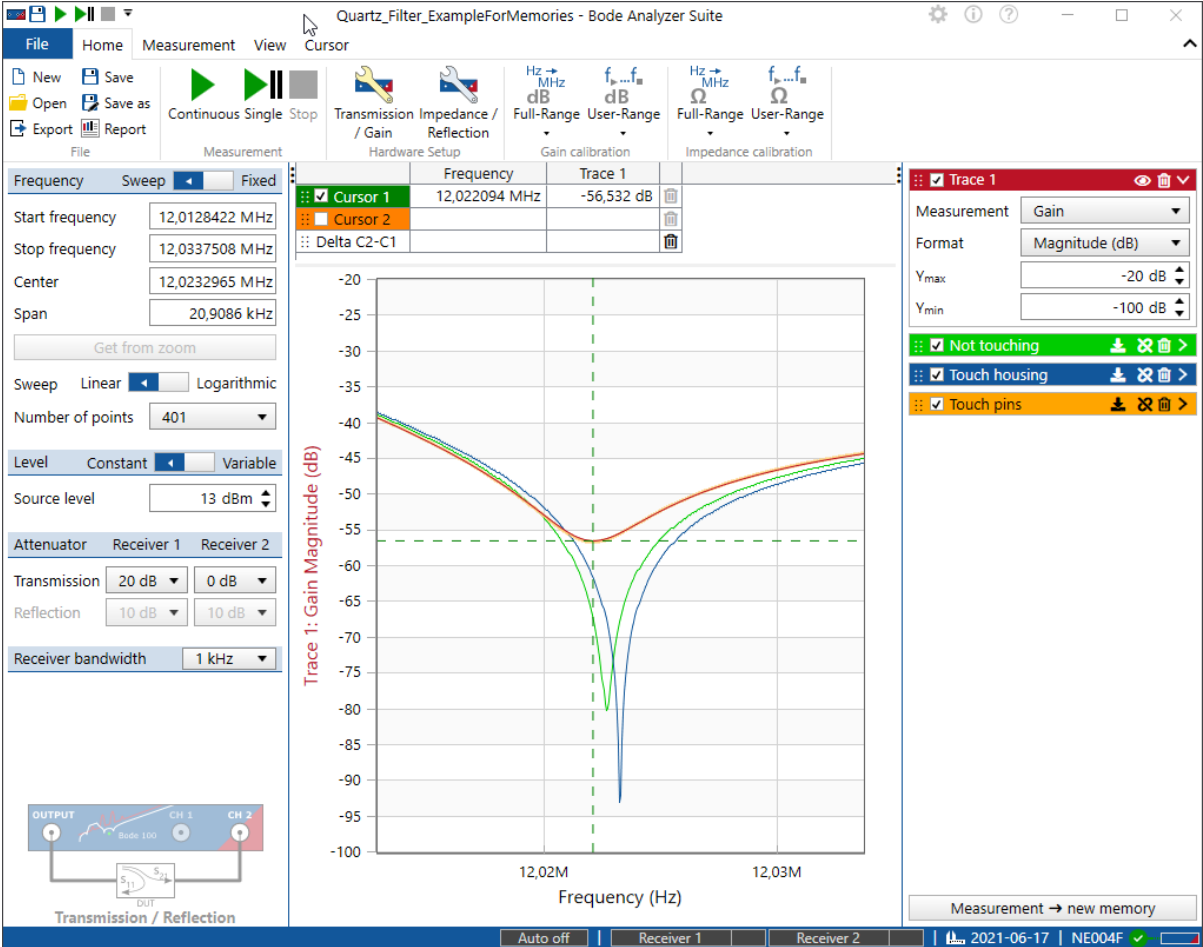 Quartz_Filter_ExampleForMemories - Bode Analyzer Suite
File Home Measurement View Cursor
New Save
Open Save as
Export Report
File
Continuous Single Stop
Measurement
Transmission / Gain
Impedance / Reflection
Hardware Setup
Hz → MHz
dB
Full-Range
f...f
dB
User-Range
Gain calibration
Hz → MHz
Ω
Full-Range
f...f
Ω
User-Range
Impedance calibration
Frequency Sweep Fixed
Start frequency 12,0128422 MHz
Stop frequency 12,0337508 MHz
Center 12,0232965 MHz
Span 20,9086 kHz
Get from zoom
Sweep Linear Logarithmic
Number of points 401
Level Constant Variable
Source level 13 dBm
Attenuator Receiver 1 Receiver 2
Transmission 20 dB 0 dB
Reflection 10 dB 10 dB
Receiver bandwidth 1 kHz
OUTPUT CH 1 CH 2
Bode 100
S11 S21
DUT
Transmission / Reflection
Frequency Trace 1
Cursor 1 12,022094 MHz -56,532 dB
Cursor 2
Delta C2-C1
Trace 1: Gain Magnitude (dB)
-20
-25
-30
-35
-40
-45
-50
-55
-60
-65
-70
-75
-80
-85
-90
-95
-100
12,02M 12,03M
Frequency (Hz)
Trace 1
Measurement Gain
Format Magnitude (dB)
Ymax -20 dB
Ymin -100 dB
Not touching
Touch housing
Touch pins
Measurement → new memory
Auto off Receiver 1 Receiver 2 2021-06-17 NE004F